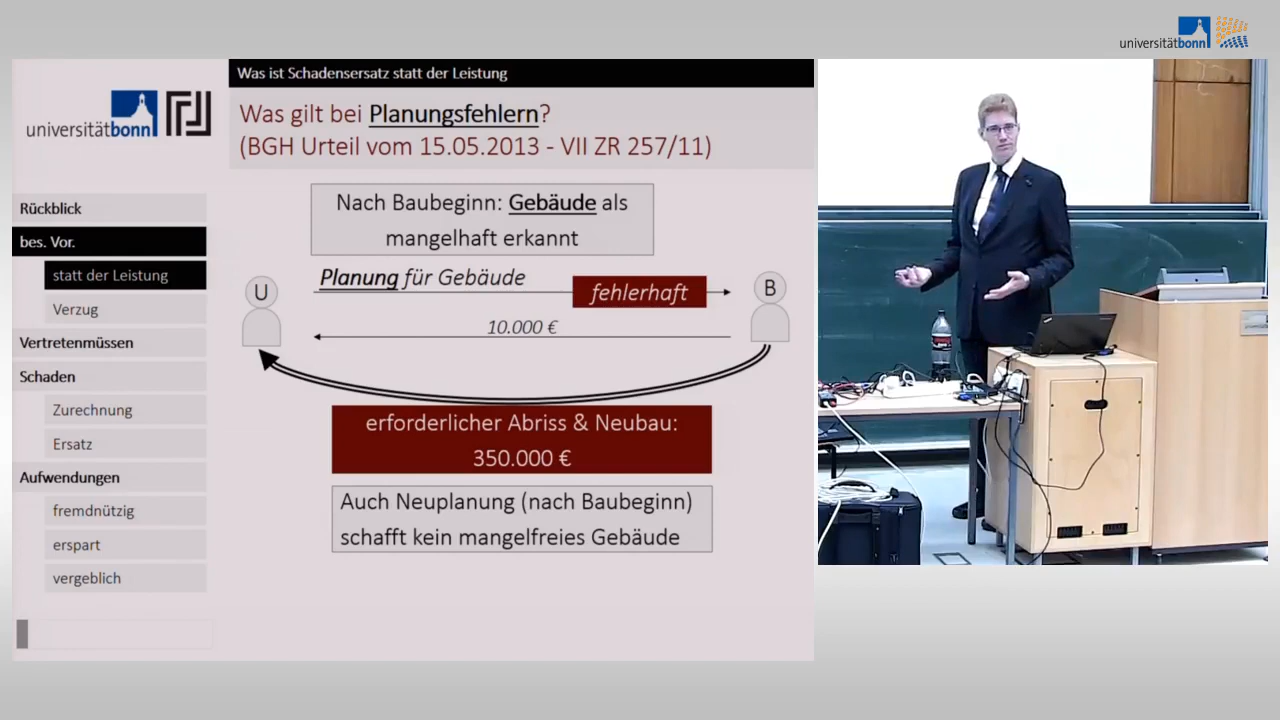 universitätbonn
universitätbonn
Was ist Schadensersatz statt der Leistung
Was gilt bei Planungsfehlern?
(BGH Urteil vom 15.05.2013 - VII ZR 257/11)
Rückblick
bes. Vor.
statt der Leistung
Verzug
Vertretenmüssen
Schaden
Zurechnung
Ersatz
Aufwendungen
fremdnützig
erspart
vergeblich
Nach Baubeginn: Gebäude als
mangelhaft erkannt
Planung für Gebäude
fehlerhaft
U
B
10.000 €
erforderlicher Abriss & Neubau:
350.000 €
Auch Neuplanung (nach Baubeginn)
schafft kein mangelfreies Gebäude